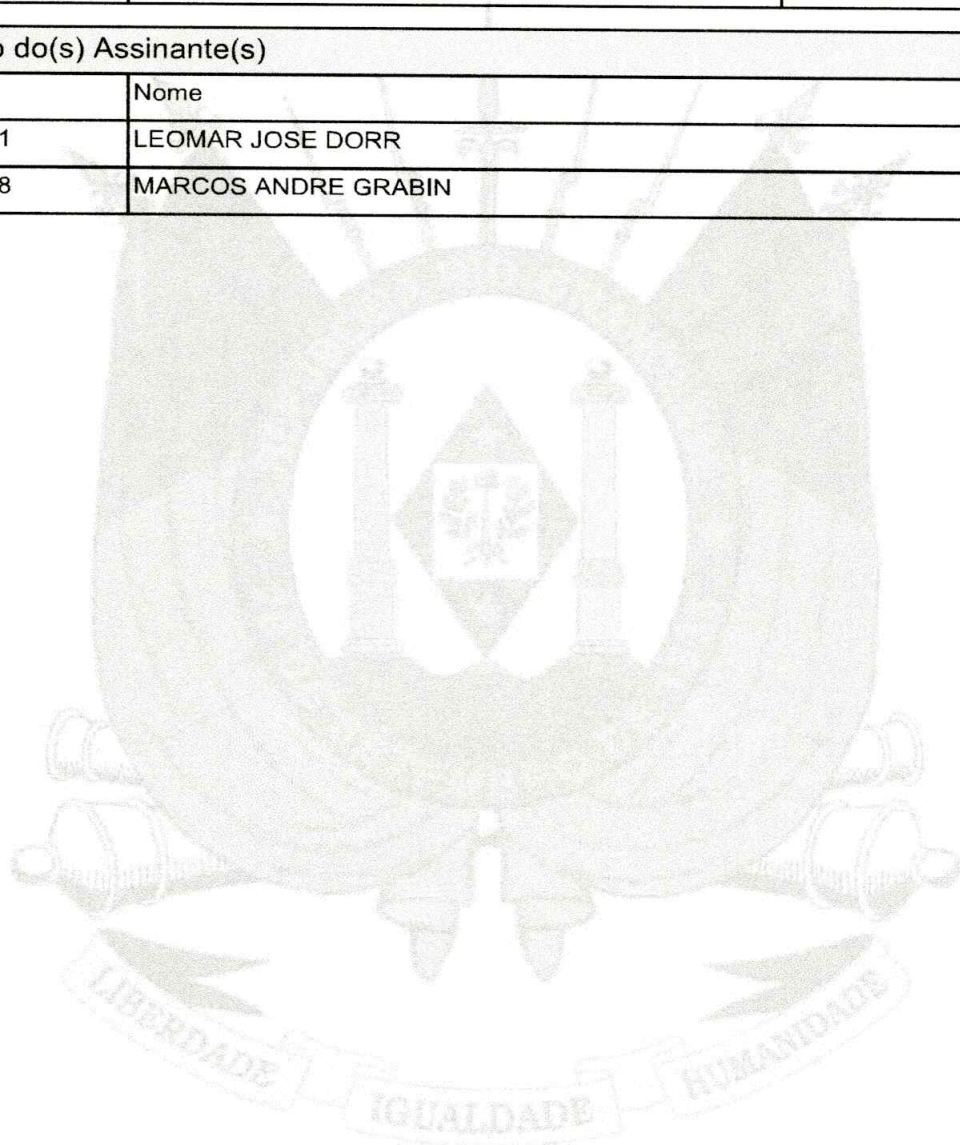 o do(s) Assinante(s)
Nome
1 LEOMAR JOSE DORR
8 MARCOS ANDRE GRABIN
LIBERDADE
IGUALDADE
HUMANIDADE